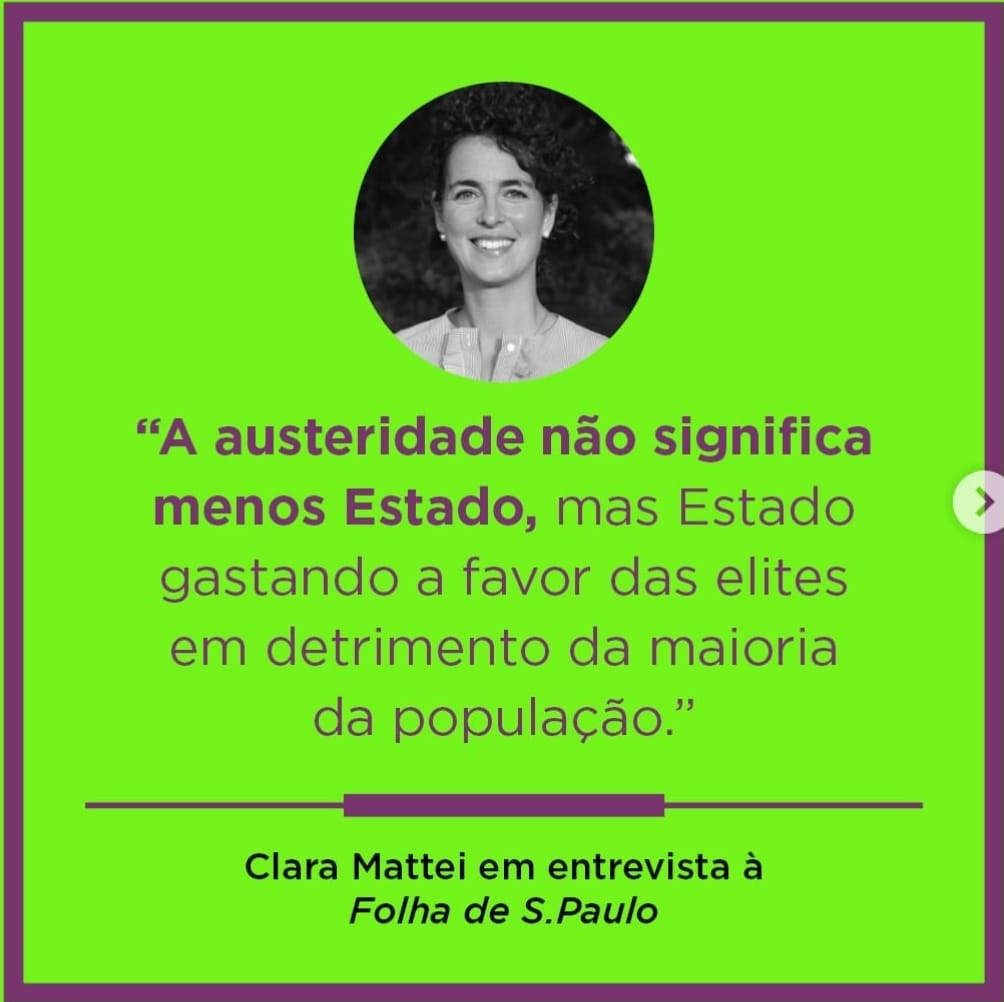 “A austeridade não significa
menos Estado, mas Estado
gastando a favor das elites
em detrimento da maioria
da população.”
Clara Mattei em entrevista à
Folha de S.Paulo